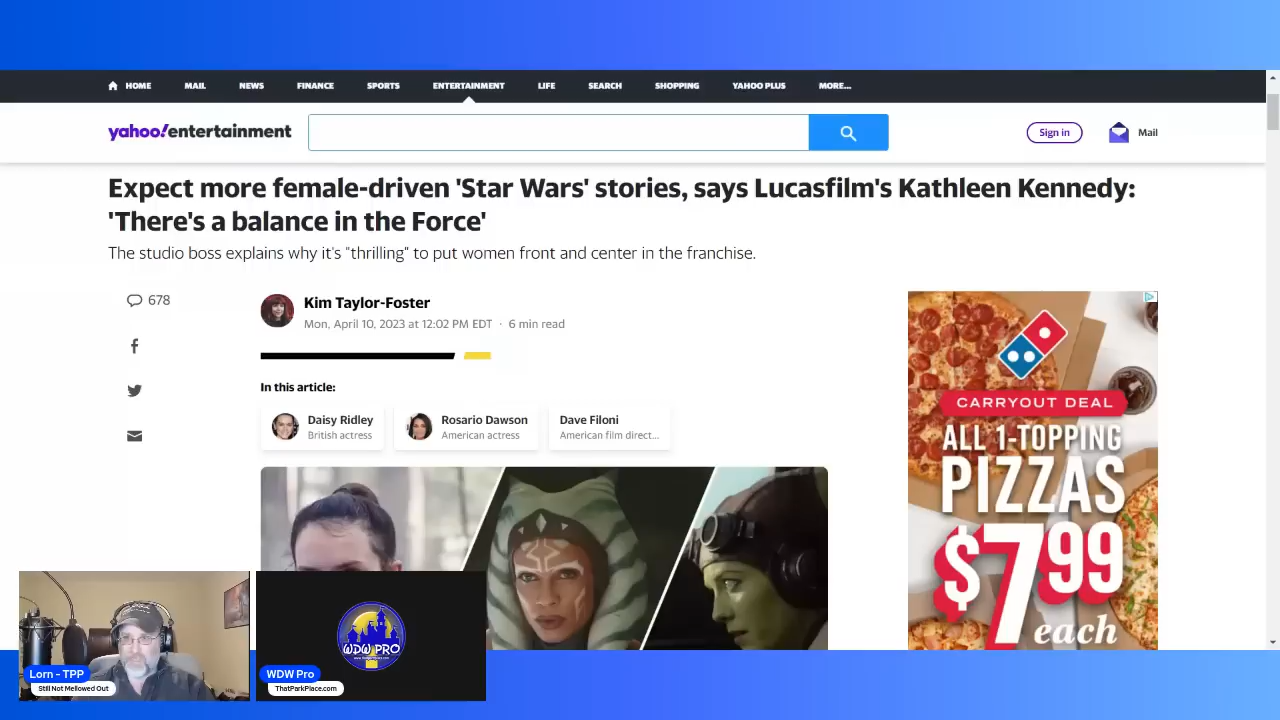 HOME MAIL NEWS FINANCE SPORTS ENTERTAINMENT LIFE SEARCH SHOPPING YAHOO PLUS MORE...
yahoo!entertainment
Sign in
Mail
Expect more female-driven 'Star Wars' stories, says Lucasfilm's Kathleen Kennedy:
'There's a balance in the Force'
The studio boss explains why it's "thrilling" to put women front and center in the franchise.
678
Kim Taylor-Foster
Mon, April 10, 2023 at 12:02 PM EDT · 6 min read
In this article:
Daisy Ridley
British actress
Rosario Dawson
American actress
Dave Filoni
American film direct...
CARRYOUT DEAL
ALL 1-TOPPING
PIZZAS
$7.99
each
Lorn - TPP
Still Not Mellowed Out
WDW PRO
WDW Pro
ThatParkPlace.com